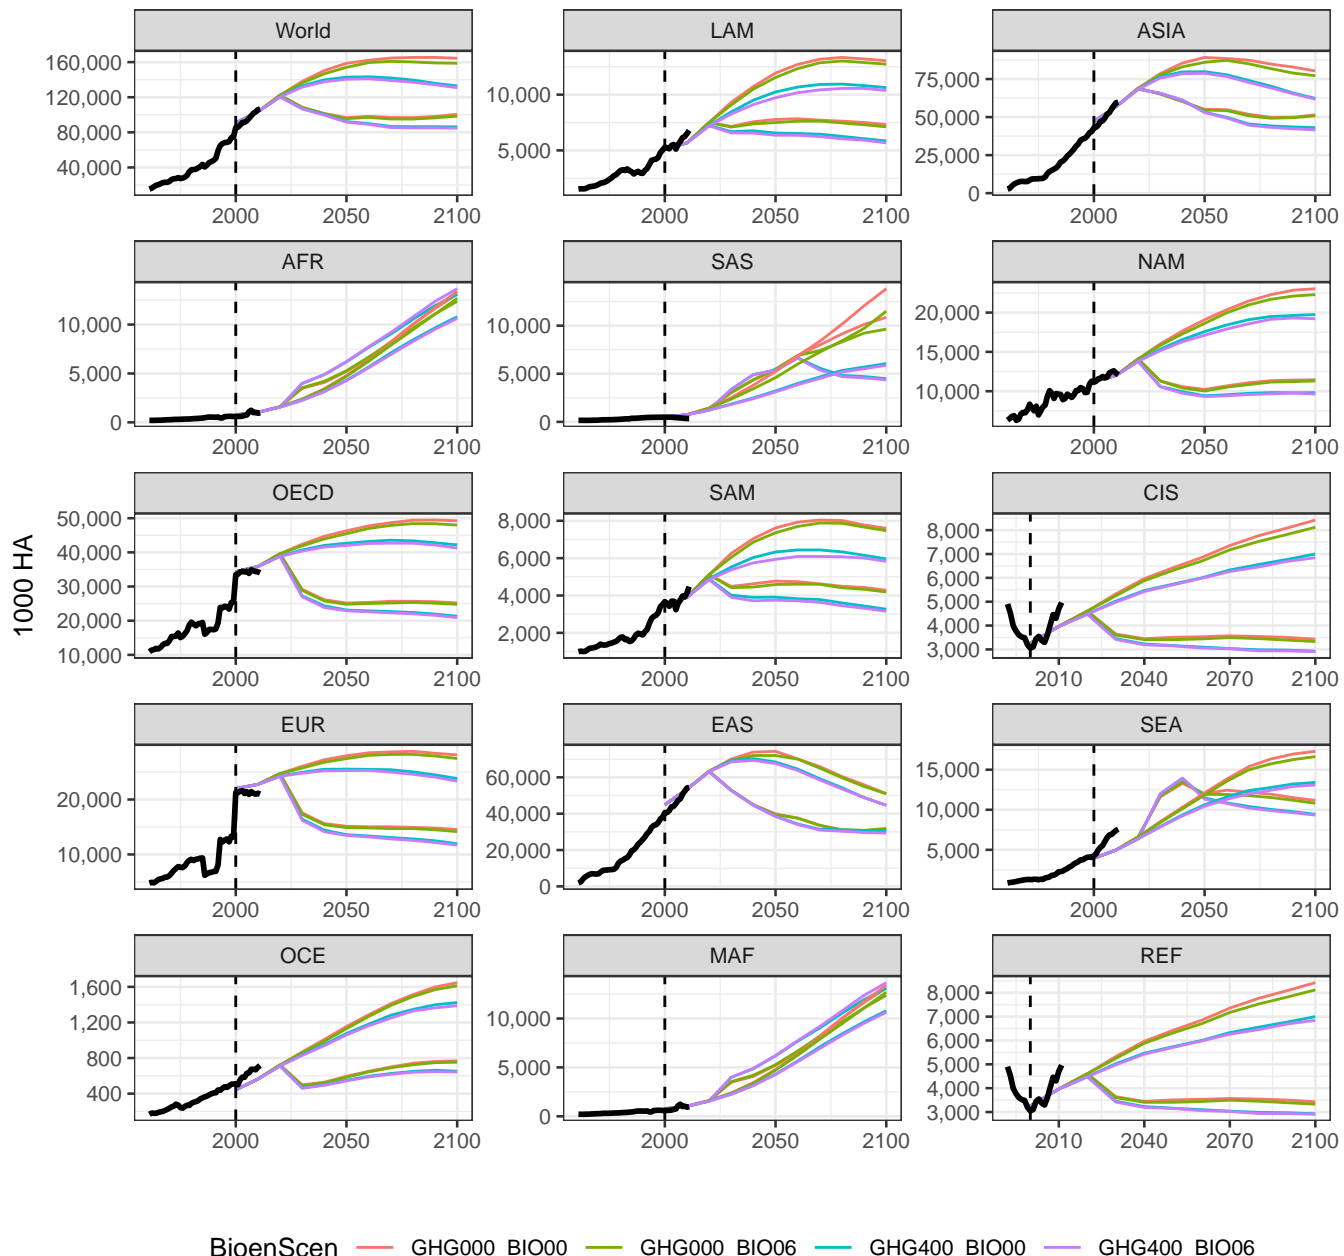 World
LAM
ASIA
160,000
120,000
80,000
40,000
10,000
5,000
75,000
50,000
25,000
0
2000 2050 2100
2000 2050 2100
2000 2050 2100
AFR
SAS
NAM
10,000
5,000
0
10,000
5,000
0
20,000
15,000
10,000
2000 2050 2100
2000 2050 2100
2000 2050 2100
OECD
SAM
CIS
50,000
40,000
30,000
20,000
10,000
8,000
6,000
4,000
2,000
8,000
7,000
6,000
5,000
4,000
3,000
2000 2050 2100
2000 2050 2100
2010 2040 2070 2100
1000 HA
EUR
EAS
SEA
20,000
10,000
60,000
40,000
20,000
0
15,000
10,000
5,000
2000 2050 2100
2000 2050 2100
2000 2050 2100
OCE
MAF
REF
1,600
1,200
800
400
10,000
5,000
0
8,000
7,000
6,000
5,000
4,000
3,000
2000 2050 2100
2000 2050 2100
2010 2040 2070 2100
BioenScen GHG000_BIO00 GHG000_BIO06 GHG400_BIO00 GHG400_BIO06